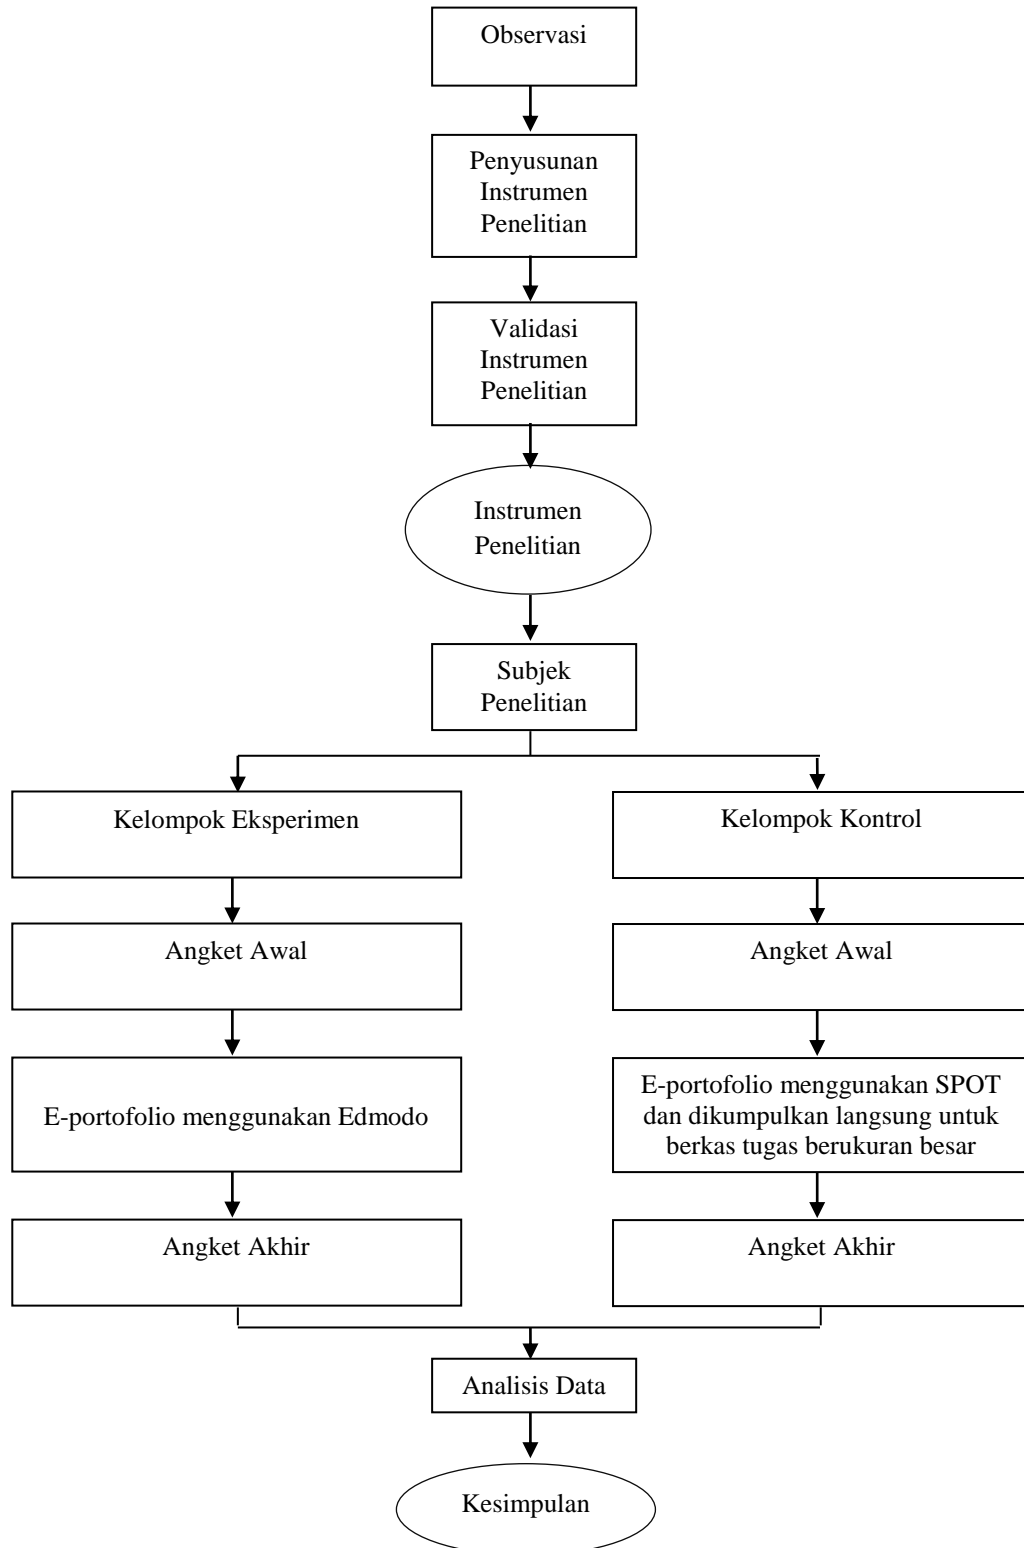 Observasi
Penyusunan
Instrumen
Penelitian
Validasi
Instrumen
Penelitian
Instrumen
Penelitian
Subjek
Penelitian
Kelompok Eksperimen
Kelompok Kontrol
Angket Awal
Angket Awal
E-portofolio menggunakan Edmodo
E-portofolio menggunakan SPOT
dan dikumpulkan langsung untuk
berkas tugas berukuran besar
Angket Akhir
Angket Akhir
Analisis Data
Kesimpulan